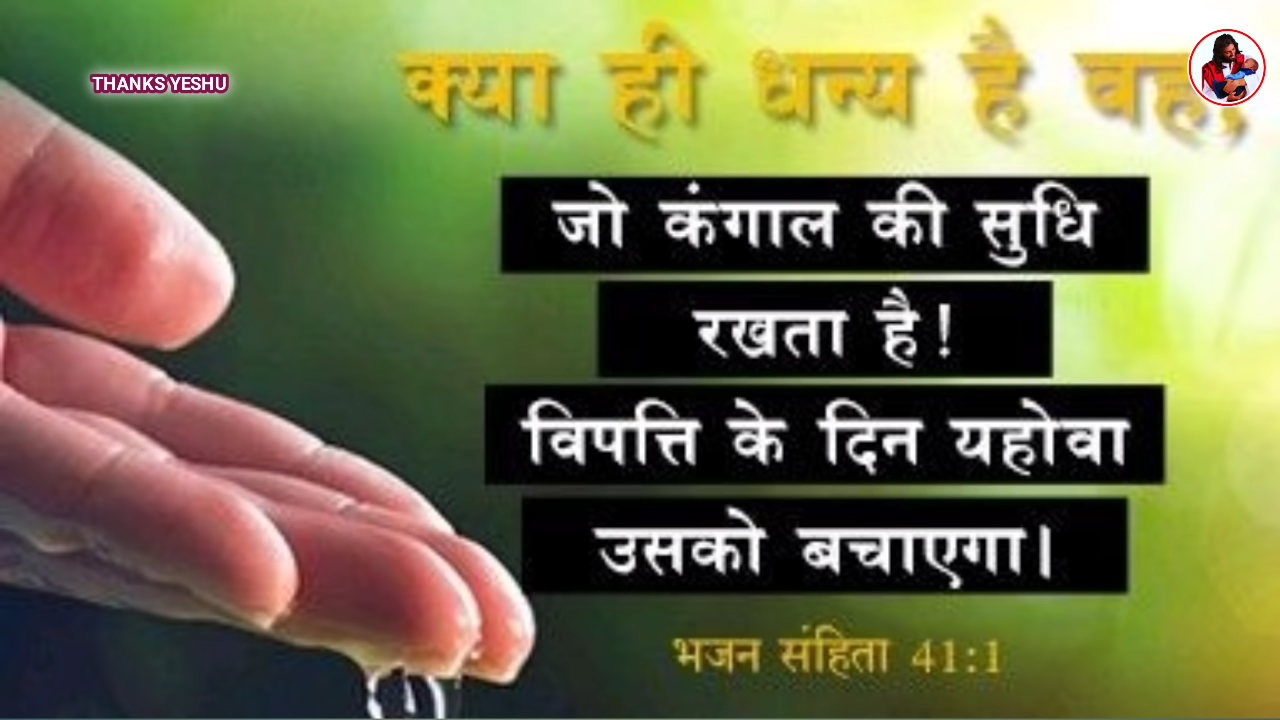 THANKS YESHU
क्या ही धन्य है वह,
जो कंगाल की सुधि
रखता है!
विपत्ति के दिन यहोवा
उसको बचाएगा।
भजन संहिता 41:1